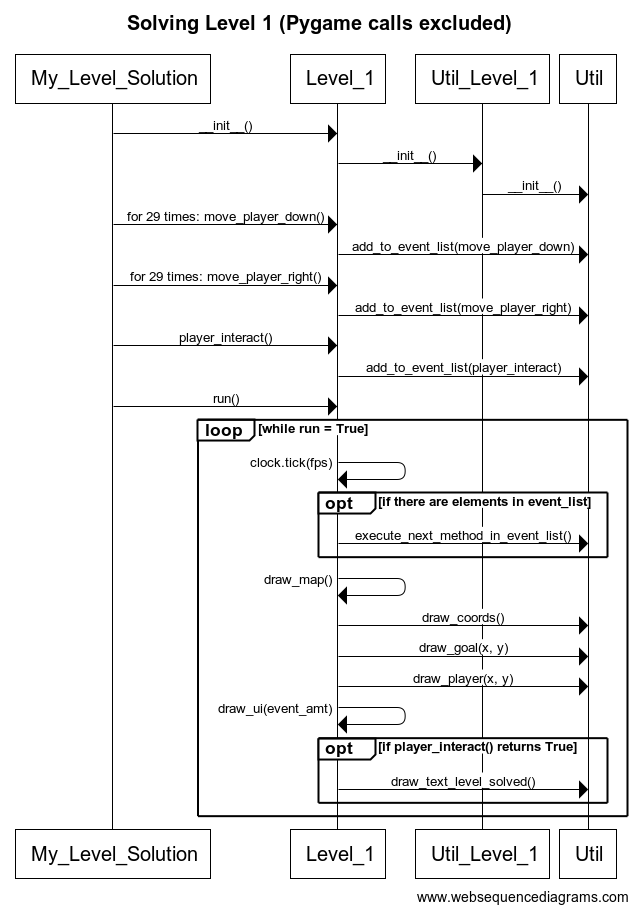 Solving Level 1 (Pygame calls excluded)
My_Level_Solution Level_1 Util_Level_1 Util
__init__()
__init__()
__init__()
for 29 times: move_player_down()
add_to_event_list(move_player_down)
for 29 times: move_player_right()
add_to_event_list(move_player_right)
player_interact()
add_to_event_list(player_interact)
run()
loop [while run = True]
clock.tick(fps)
opt [if there are elements in event_list]
execute_next_method_in_event_list()
draw_map()
draw_coords()
draw_goal(x, y)
draw_player(x, y)
draw_ui(event_amt)
opt [if player_interact() returns True]
draw_text_level_solved()
My_Level_Solution Level_1 Util_Level_1 Util
www.websequencediagrams.com